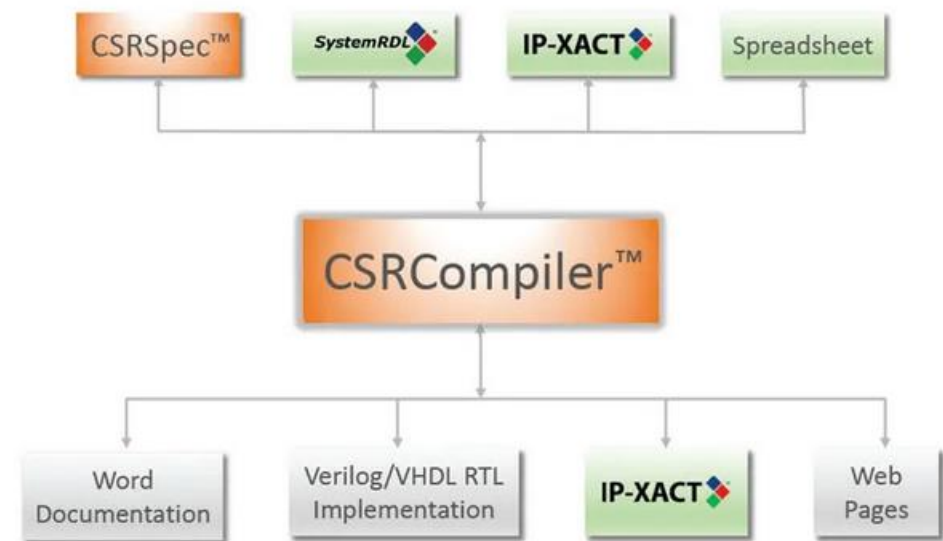 CSRSpec™
SystemRDL
IP-XACT
Spreadsheet
CSRCompiler™
Word
Documentation
Verilog/VHDL RTL
Implementation
IP-XACT
Web
Pages